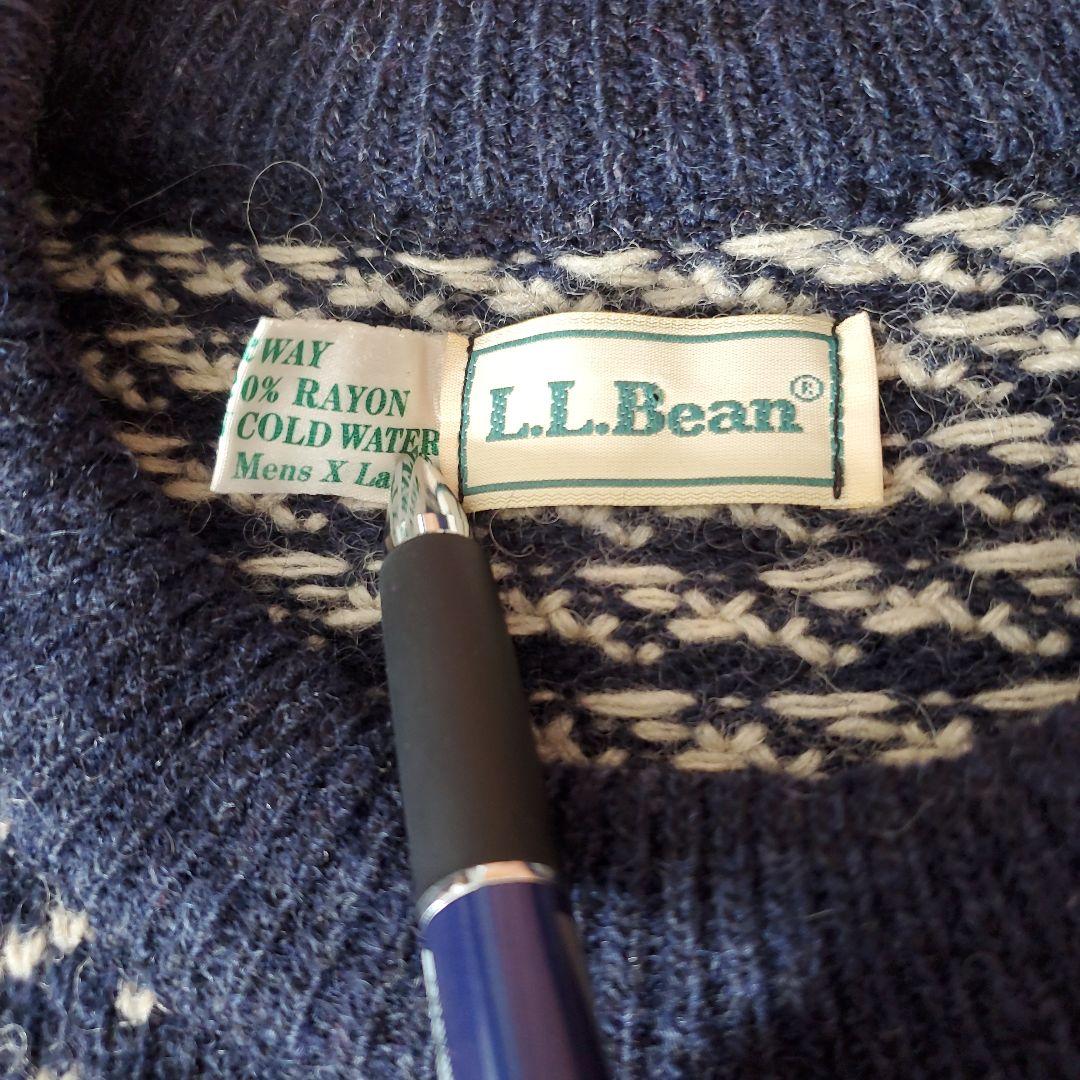 WAY
0% RAYON
COLD WATER
Mens X La
L.L.Bean®